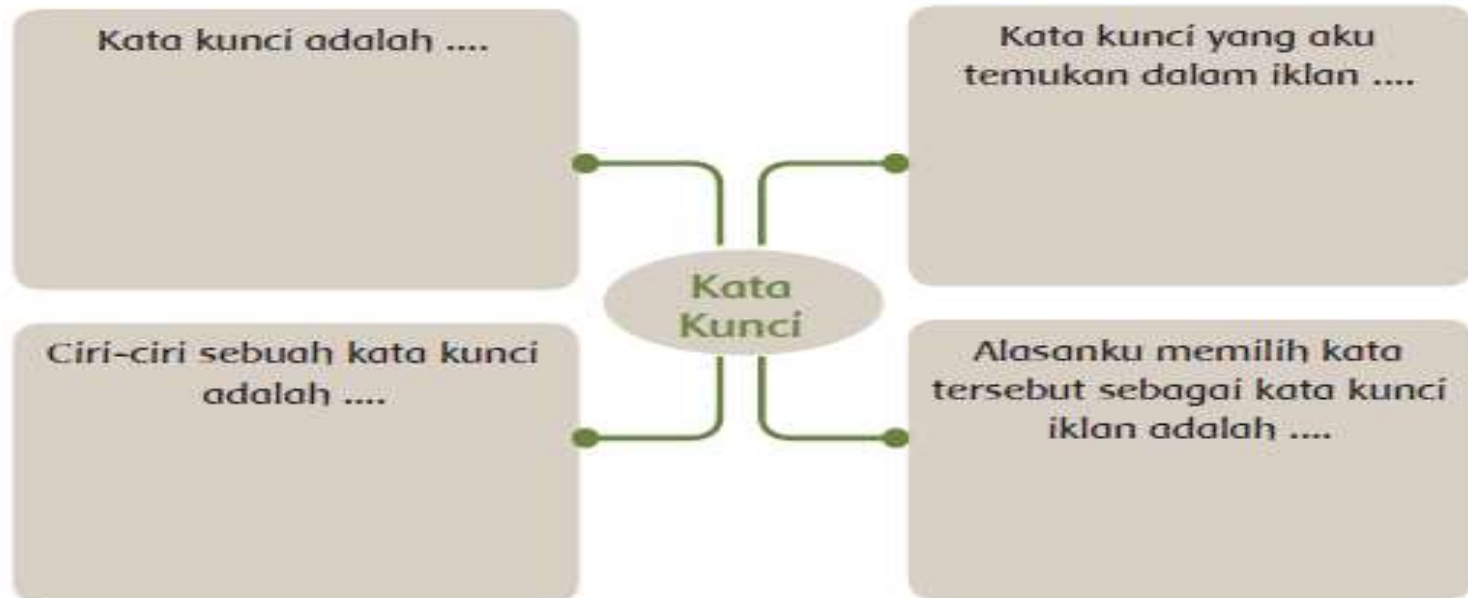 Kata kunci adalah ....
Kata kunci yang aku
temukan dalam iklan ....
Kata
Kunci
Ciri-ciri sebuah kata kunci
adalah ....
Alasanku memilih kata
tersebut sebagai kata kunci
iklan adalah ....